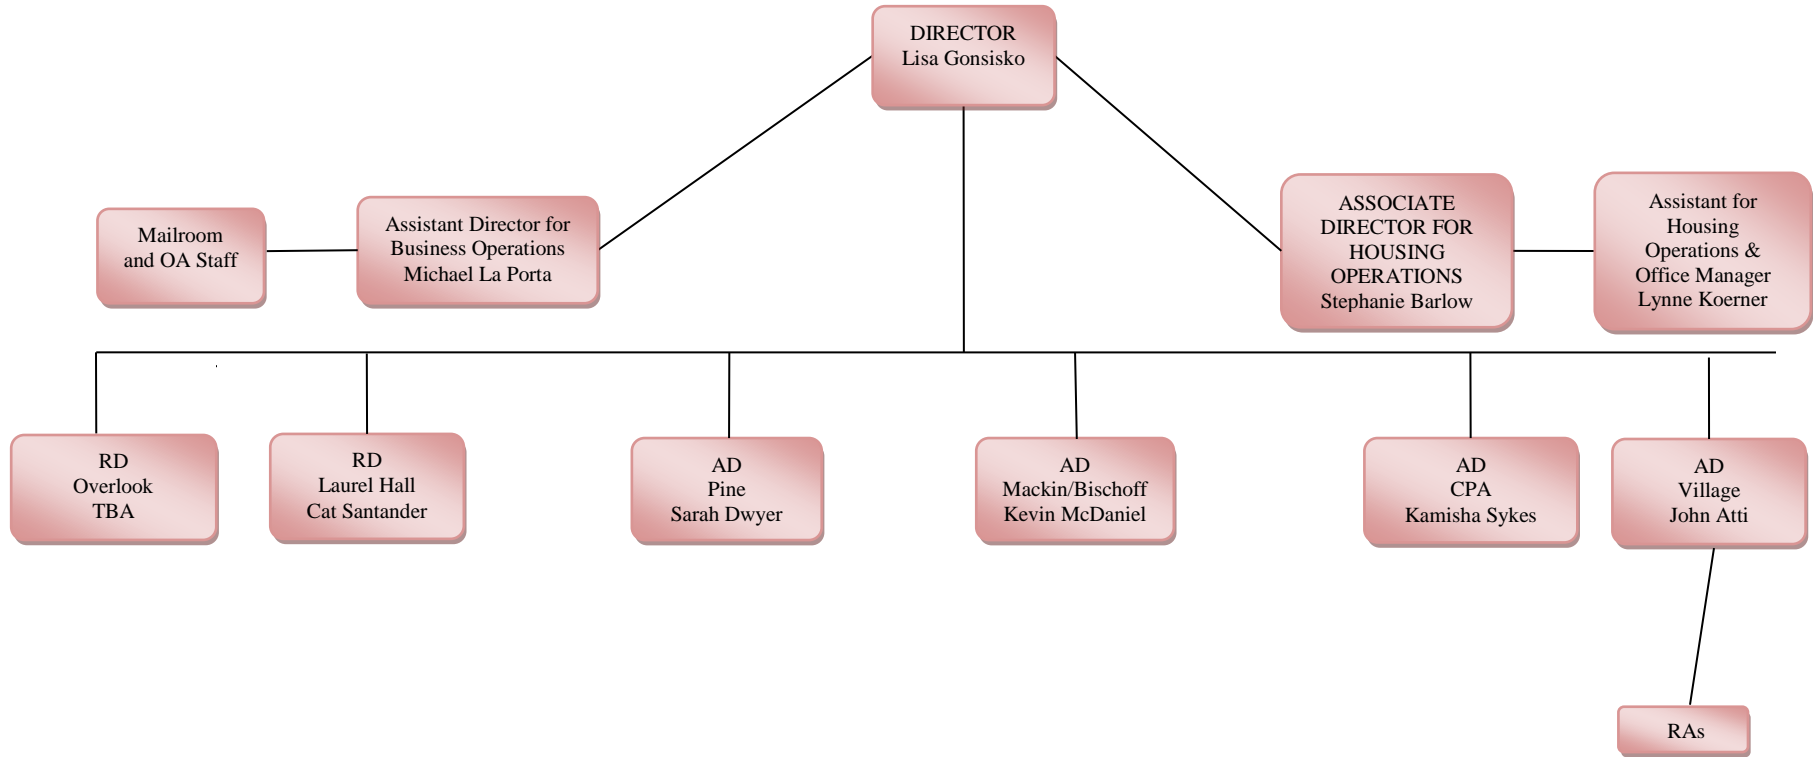 DIRECTOR
Lisa Gonsisko
Mailroom
and OA Staff
Assistant Director for
Business Operations
Michael La Porta
ASSOCIATE
DIRECTOR FOR
HOUSING
OPERATIONS
Stephanie Barlow
Assistant for
Housing
Operations &
Office Manager
Lynne Koerner
RD
Overlook
TBA
RD
Laurel Hall
Cat Santander
AD
Pine
Sarah Dwyer
AD
Mackin/Bischoff
Kevin McDaniel
AD
CPA
Kamisha Sykes
AD
Village
John Atti
RAs